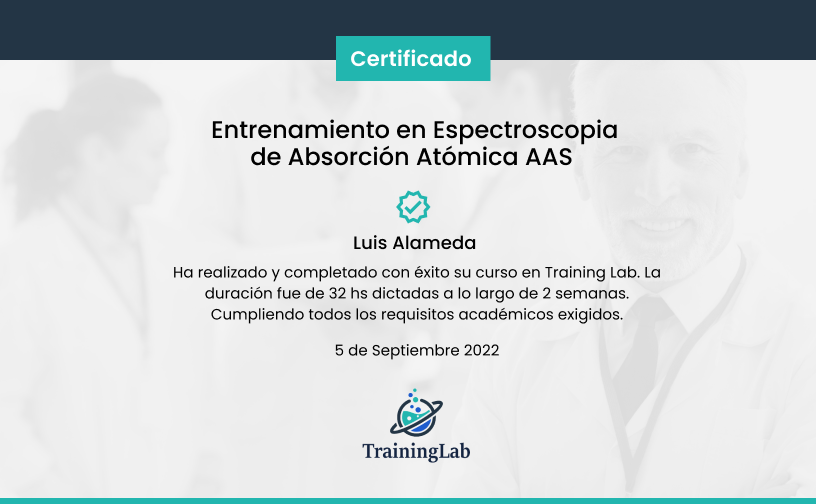 Certificado
Entrenamiento en Espectroscopia
de Absorción Atómica AAS
Luis Alameda
Ha realizado y completado con éxito su curso en Training Lab. La
duración fue de 32 hs dictadas a lo largo de 2 semanas.
Cumpliendo todos los requisitos académicos exigidos.
5 de Septiembre 2022
TrainingLab